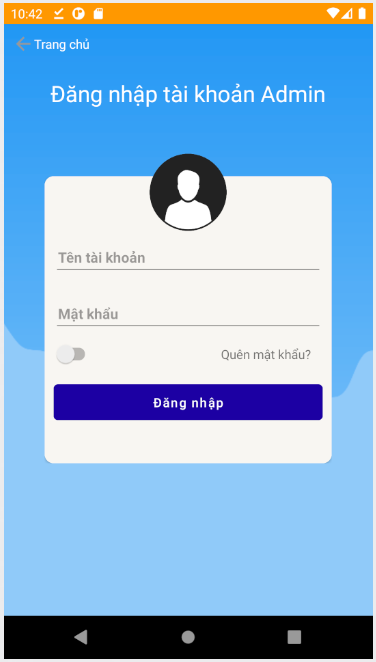 10:42
Trang chủ
Đăng nhập tài khoản Admin
Tên tài khoản
Mật khẩu
Quên mật khẩu?
Đăng nhập